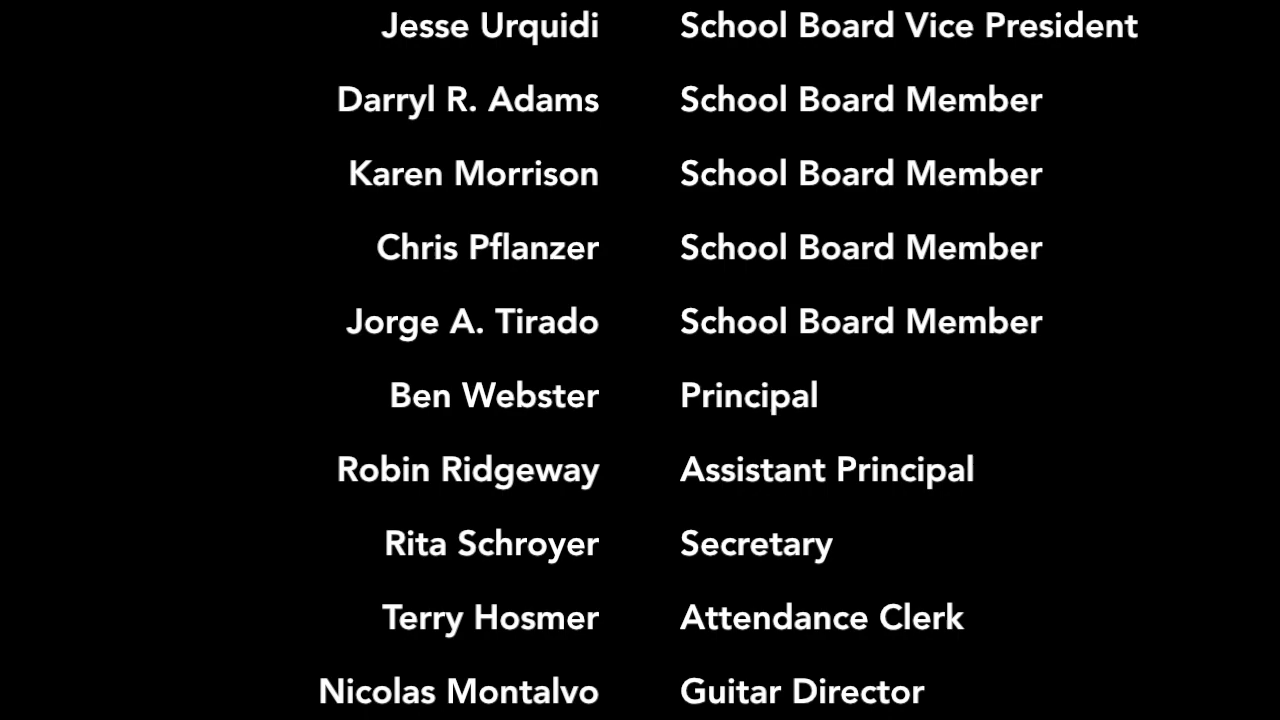 Jesse Urquidi School Board Vice President
Darryl R. Adams School Board Member
Karen Morrison School Board Member
Chris Pflanzer School Board Member
Jorge A. Tirado School Board Member
Ben Webster Principal
Robin Ridgeway Assistant Principal
Rita Schroyer Secretary
Terry Hosmer Attendance Clerk
Nicolas Montalvo Guitar Director